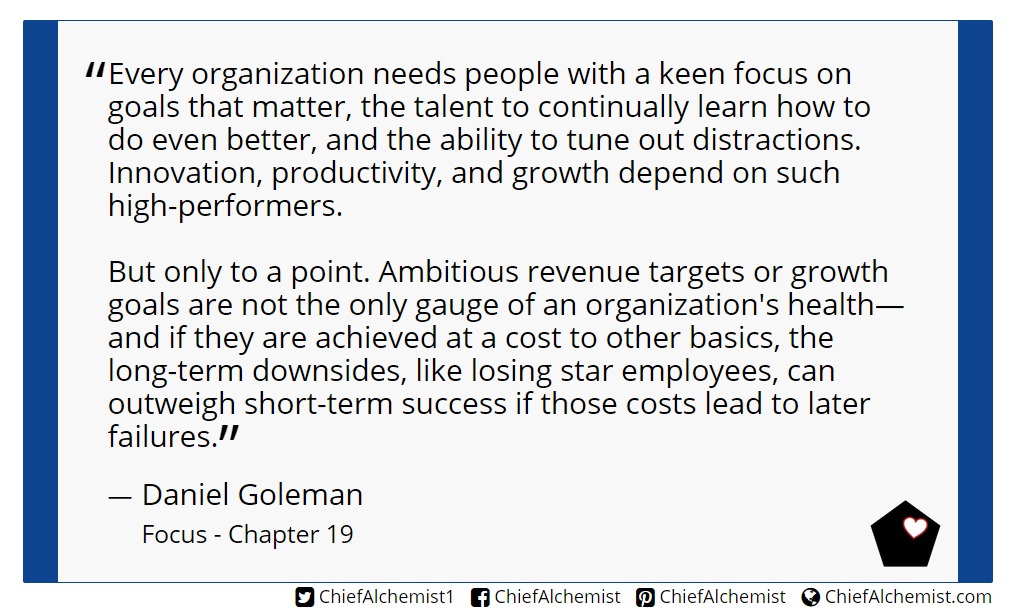 “Every organization needs people with a keen focus on
goals that matter, the talent to continually learn how to
do even better, and the ability to tune out distractions.
Innovation, productivity, and growth depend on such
high-performers.
But only to a point. Ambitious revenue targets or growth
goals are not the only gauge of an organization's health—
and if they are achieved at a cost to other basics, the
long-term downsides, like losing star employees, can
outweigh short-term success if those costs lead to later
failures.”
— Daniel Goleman
Focus - Chapter 19
ChiefAlchemist1 ChiefAlchemist ChiefAlchemist ChiefAlchemist.com